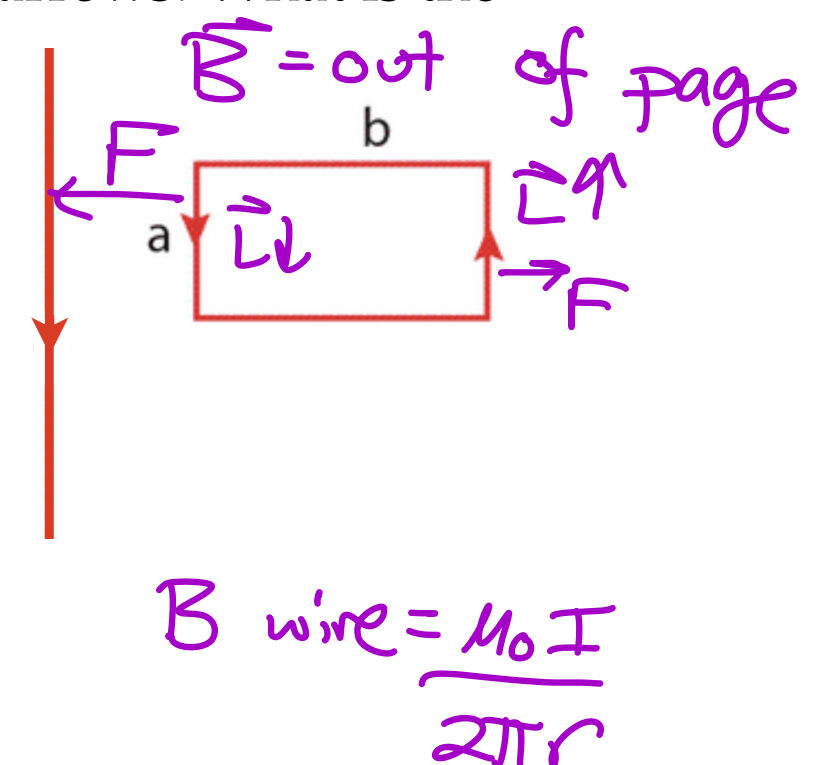 B = out of page
b
F
L
a
L
F
B wire = μ₀I
2πr